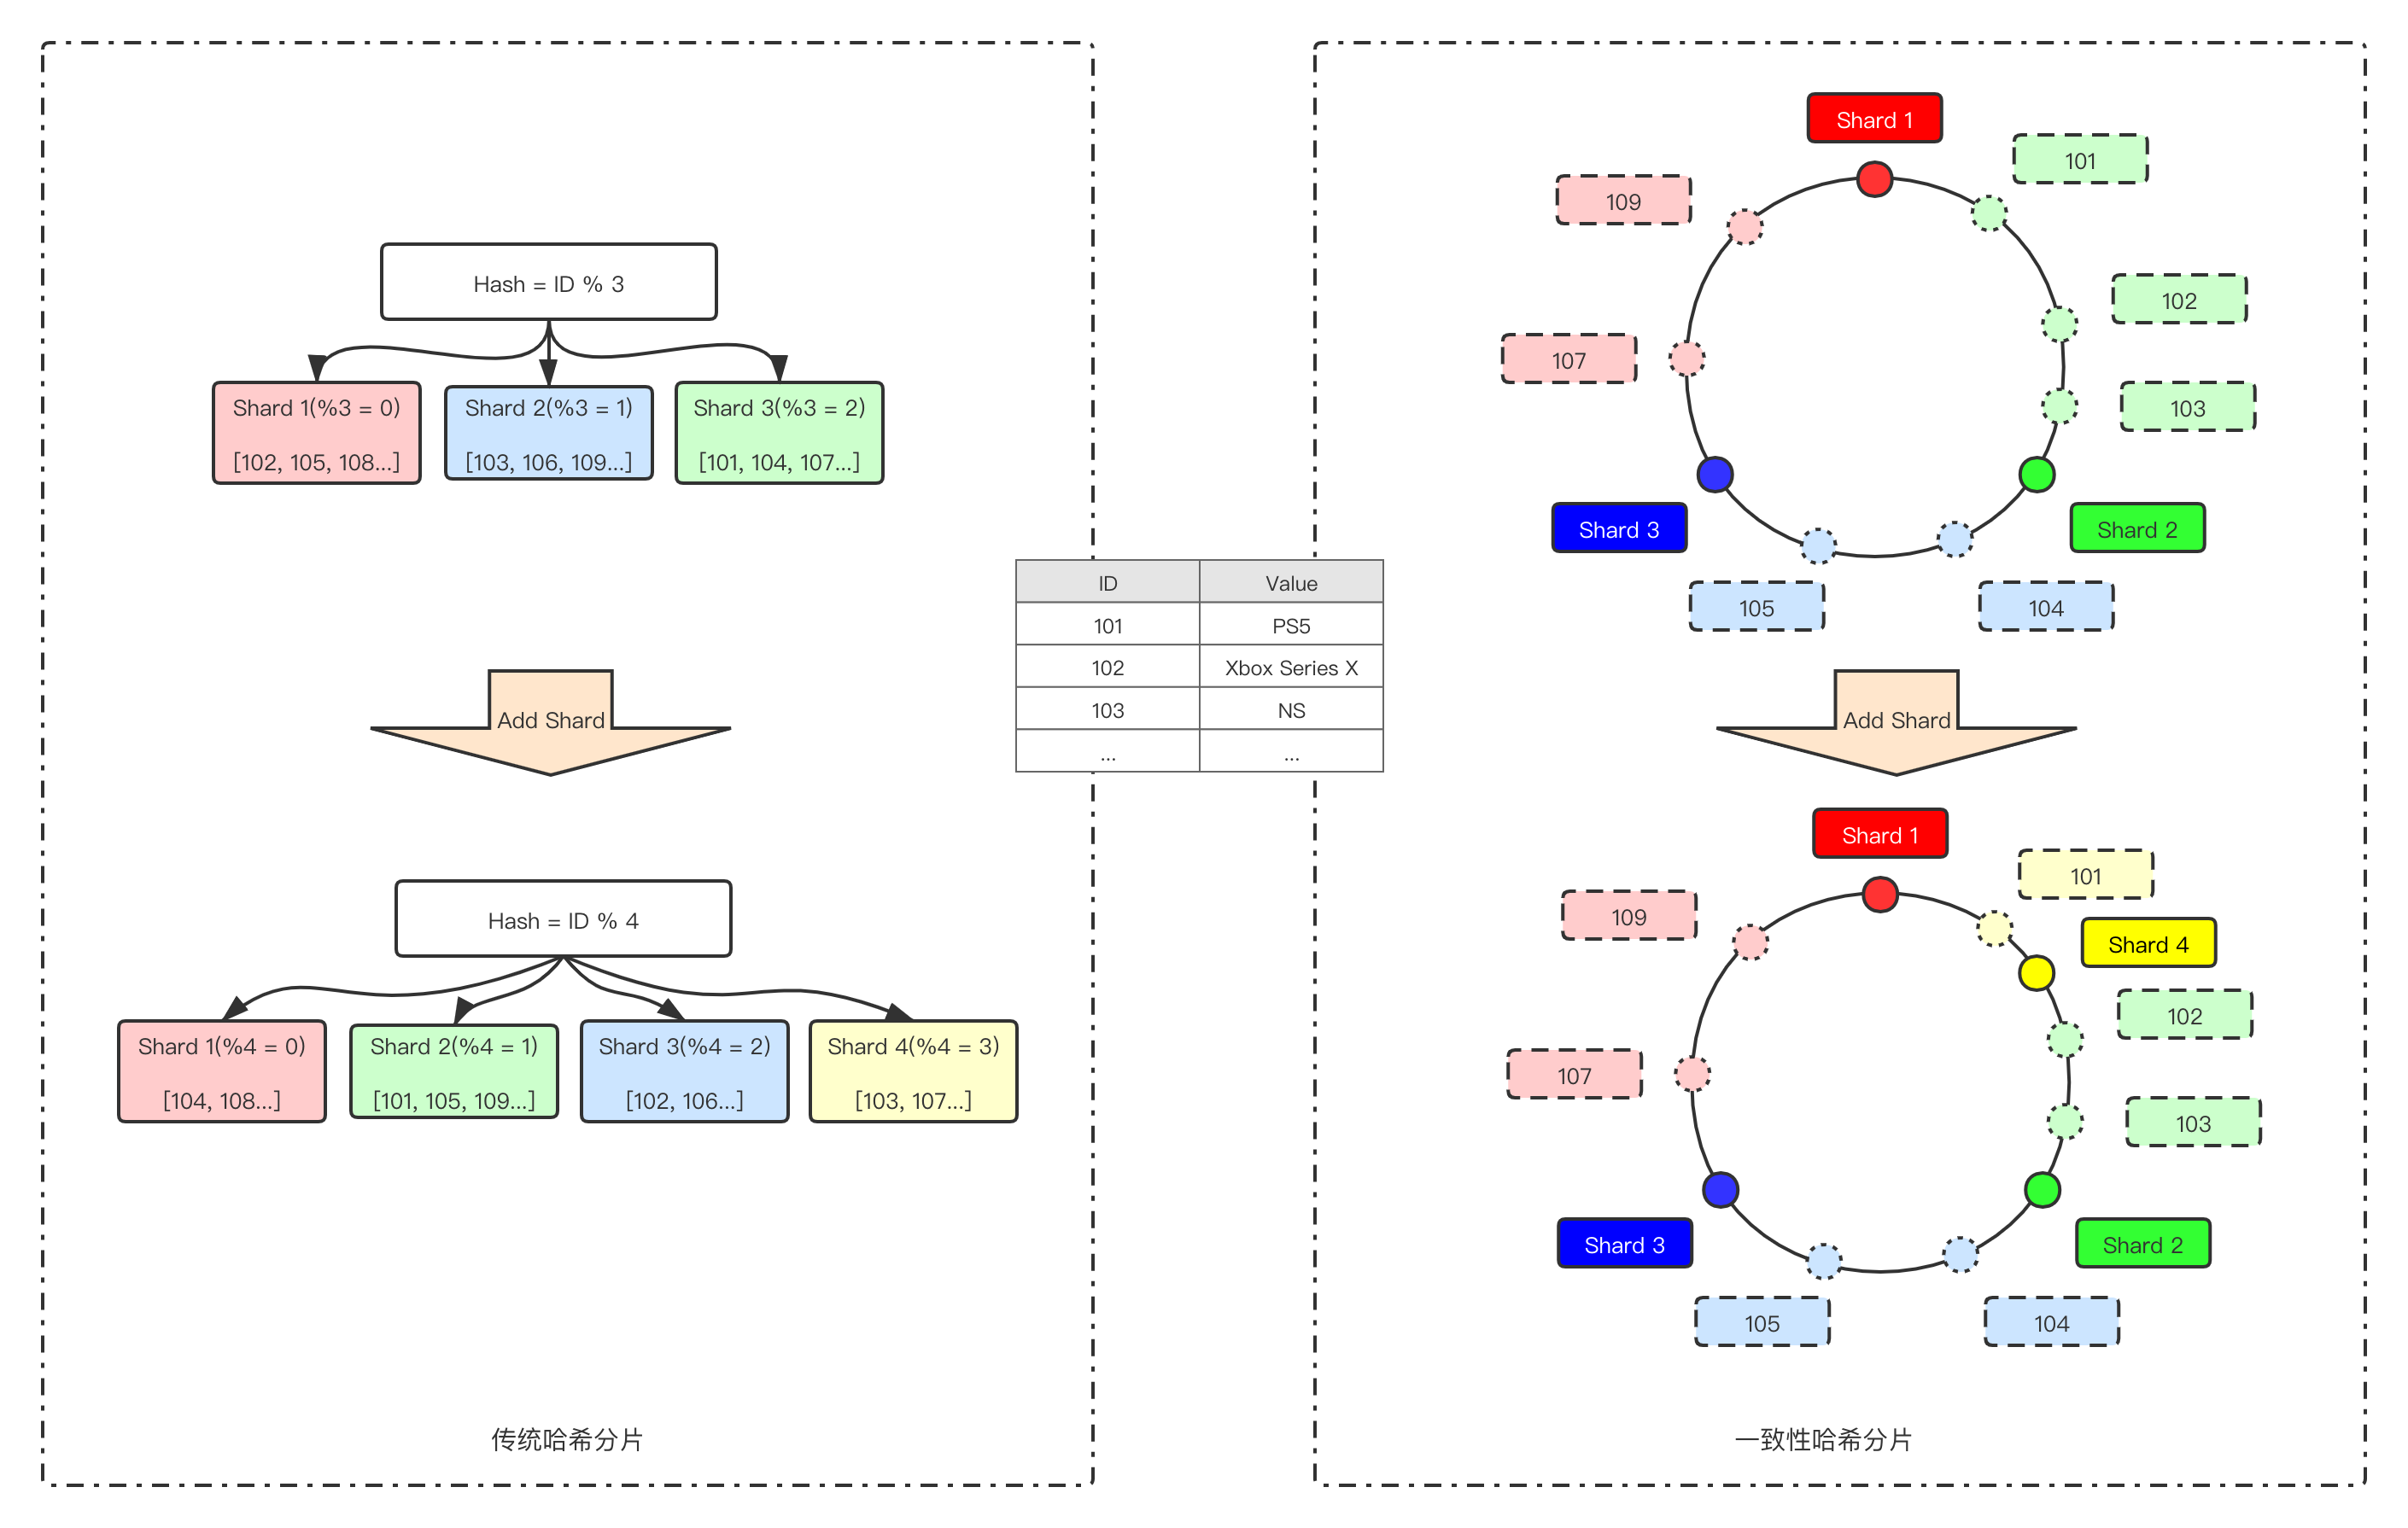 Hash = ID % 3
Shard 1(%3 = 0)
[102, 105, 108...]
Shard 2(%3 = 1)
[103, 106, 109...]
Shard 3(%3 = 2)
[101, 104, 107...]
Add Shard
Hash = ID % 4
Shard 1(%4 = 0)
[104, 108...]
Shard 2(%4 = 1)
[101, 105, 109...]
Shard 3(%4 = 2)
[102, 106...]
Shard 4(%4 = 3)
[103, 107...]
传统哈希分片
ID Value
101 PS5
102 Xbox Series X
103 NS
... ...
Shard 1
101
109
102
107
103
Shard 3
Shard 2
105
104
Add Shard
Shard 1
101
109
Shard 4
102
107
103
Shard 3
Shard 2
105
104
一致性哈希分片